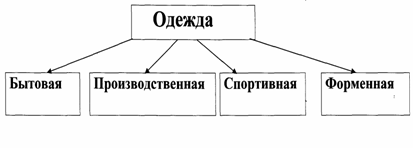 Одежда
Бытовая
Производственная
Спортивная
Форменная